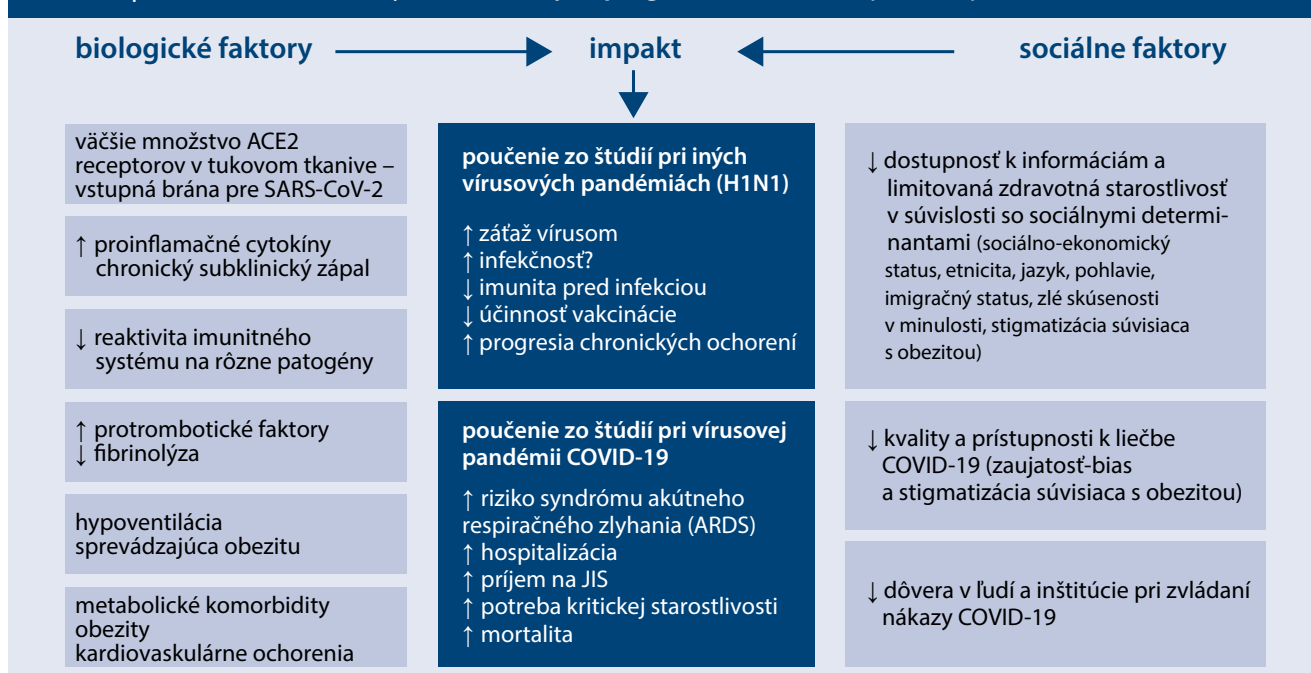 biologické faktory
impakt
sociálne faktory
väčšie množstvo ACE2
receptorov v tukovom tkanive –
vstupná brána pre SARS-CoV-2
↑ proinflamačné cytokíny
chronický subklinický zápal
↓ reaktivita imunitného
systému na rôzne patogény
↑ protrombotické faktory
↓ fibrinolýza
hypoventilácia
sprevádzajúca obezitu
metabolické komorbidity
obezity
kardiovaskulárne ochorenia
poučenie zo štúdií pri iných
vírusových pandémiách (H1N1)
↑ záťaž vírusom
↑ infekčnosť?
↓ imunita pred infekciou
↓ účinnosť vakcinácie
↑ progresia chronických ochorení
poučenie zo štúdií pri vírusovej
pandémii COVID-19
↑ riziko syndrómu akútneho
respiračného zlyhania (ARDS)
↑ hospitalizácia
↑ príjem na JIS
↑ potreba kritickej starostlivosti
↑ mortalita
↓ dostupnosť k informáciám a
limitovaná zdravotná starostlivosť
v súvislosti so sociálnymi determi-
nantami (sociálno-ekonomický
status, etnicita, jazyk, pohlavie,
imigračný status, zlé skúsenosti
v minulosti, stigmatizácia súvisiaca
s obezitou)
↓ kvality a prístupnosti k liečbe
COVID-19 (zaujatosť-bias
a stigmatizácia súvisiaca s obezitou)
↓ dôvera v ľudí a inštitúcie pri zvládaní
nákazy COVID-19